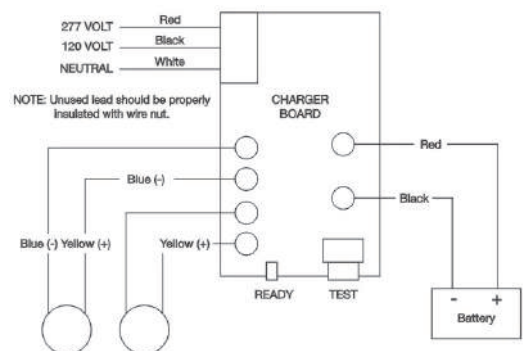 277 VOLT Red
120 VOLT Black
NEUTRAL White
NOTE: Unused lead should be properly
insulated with wire nut.
CHARGER
BOARD
Red
Blue (-)
Black
Blue (-) Yellow (+) Yellow (+)
READY TEST
- +
Battery